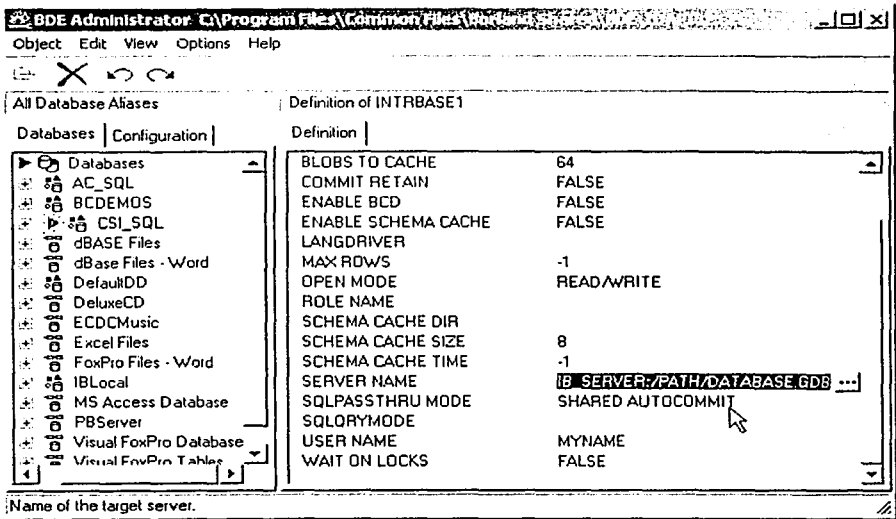 BDE Administrator C:\Program Files\Common Files\Borland Shared\
Object Edit View Options Help
All Database Aliases
Definition of INTRBASE1
Databases Configuration
Definition
Databases
AC_SQL
BCDEMOS
CSI_SQL
dBASE Files
dBase Files - Word
DefaultDD
DeluxeCD
ECDCMusic
Excel Files
FoxPro Files - Word
IBLocal
MS Access Database
PBServer
Visual FoxPro Database
Visual FoxPro Tables
BLOBS TO CACHE 64
COMMIT RETAIN FALSE
ENABLE BCD FALSE
ENABLE SCHEMA CACHE FALSE
LANGDRIVER
MAX ROWS -1
OPEN MODE READ/WRITE
ROLE NAME
SCHEMA CACHE DIR
SCHEMA CACHE SIZE 8
SCHEMA CACHE TIME -1
SERVER NAME IB_SERVER:/PATH/DATABASE.GDB ...
SQLPASSTHRU MODE SHARED AUTOCOMMIT
SQLQRYMODE
USER NAME MYNAME
WAIT ON LOCKS FALSE
Name of the target server.